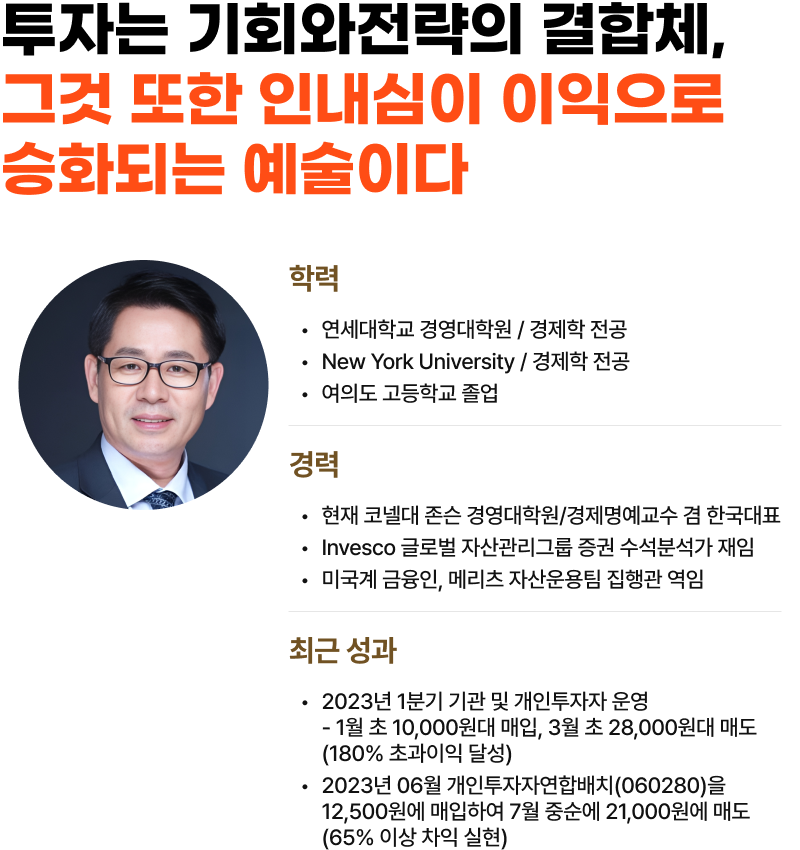 투자는 기회와전략의 결합체,
그것 또한 인내심이 이익으로
승화되는 예술이다
학력
• 연세대학교 경영대학원 / 경제학 전공
• New York University / 경제학 전공
• 여의도 고등학교 졸업
경력
• 현재 코넬대 존슨 경영대학원/경제명예교수 겸 한국대표
• Invesco 글로벌 자산관리그룹 증권 수석분석가 재임
• 미국계 금융인, 메리츠 자산운용팀 집행관 역임
최근 성과
• 2023년 1분기 기관 및 개인투자자 운영
- 1월 초 10,000원대 매입, 3월 초 28,000원대 매도
(180% 초과이익 달성)
• 2023년 06월 개인투자자연합배치(060280)을
12,500원에 매입하여 7월 중순에 21,000원에 매도
(65% 이상 차익 실현)